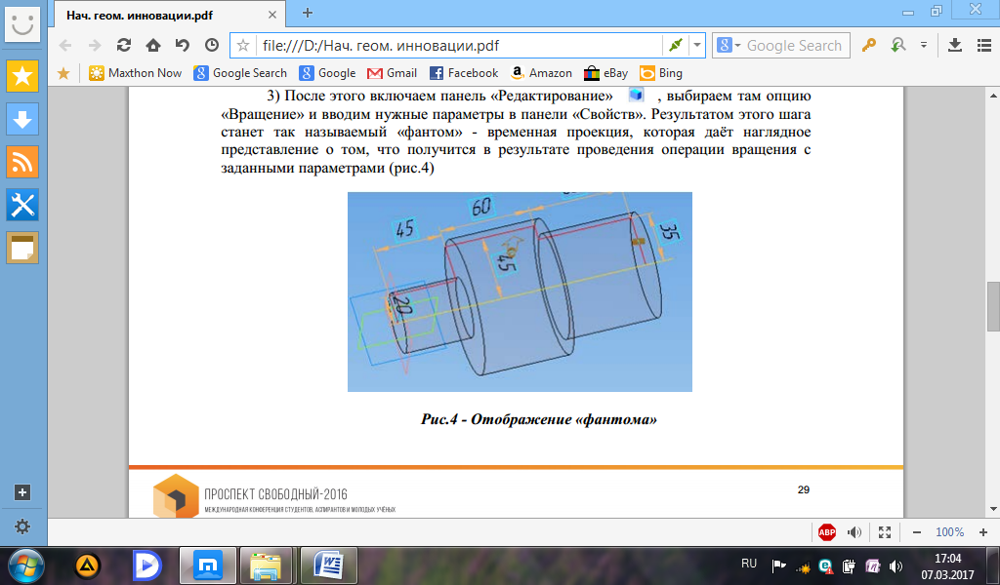 Нач. геом. инновации.pdf
file:///D:/Нач. геом. инновации.pdf
Google Search
Maxthon Now
Google Search
Google
Gmail
Facebook
Amazon
eBay
Bing
3) После этого включаем панель «Редактирование» , выбираем там опцию
«Вращение» и вводим нужные параметры в панели «Свойств». Результатом этого шага
станет так называемый «фантом» - временная проекция, которая даёт наглядное
представление о том, что получится в результате проведения операции вращения с
заданными параметрами (рис.4)
45
60
35
45
20
Рис.4 - Отображение «фантома»
ПРОСПЕКТ СВОБОДНЫЙ-2016
МЕЖДУНАРОДНАЯ КОНФЕРЕНЦИЯ СТУДЕНТОВ, АСПИРАНТОВ И МОЛОДЫХ УЧЁНЫХ
29
ABP
100%
RU
17:04
07.03.2017